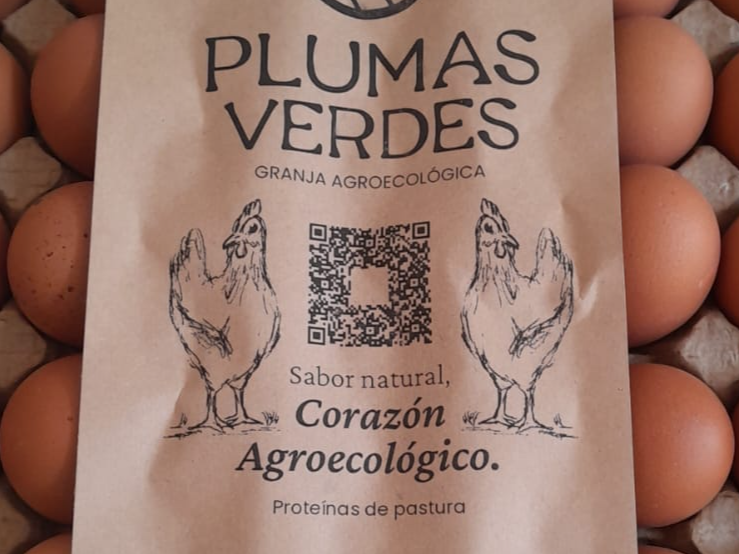 PLUMAS
VERDES
GRANJA AGROECOLÓGICA
Sabor natural,
Corazón
Agroecológico.
Proteínas de pastura